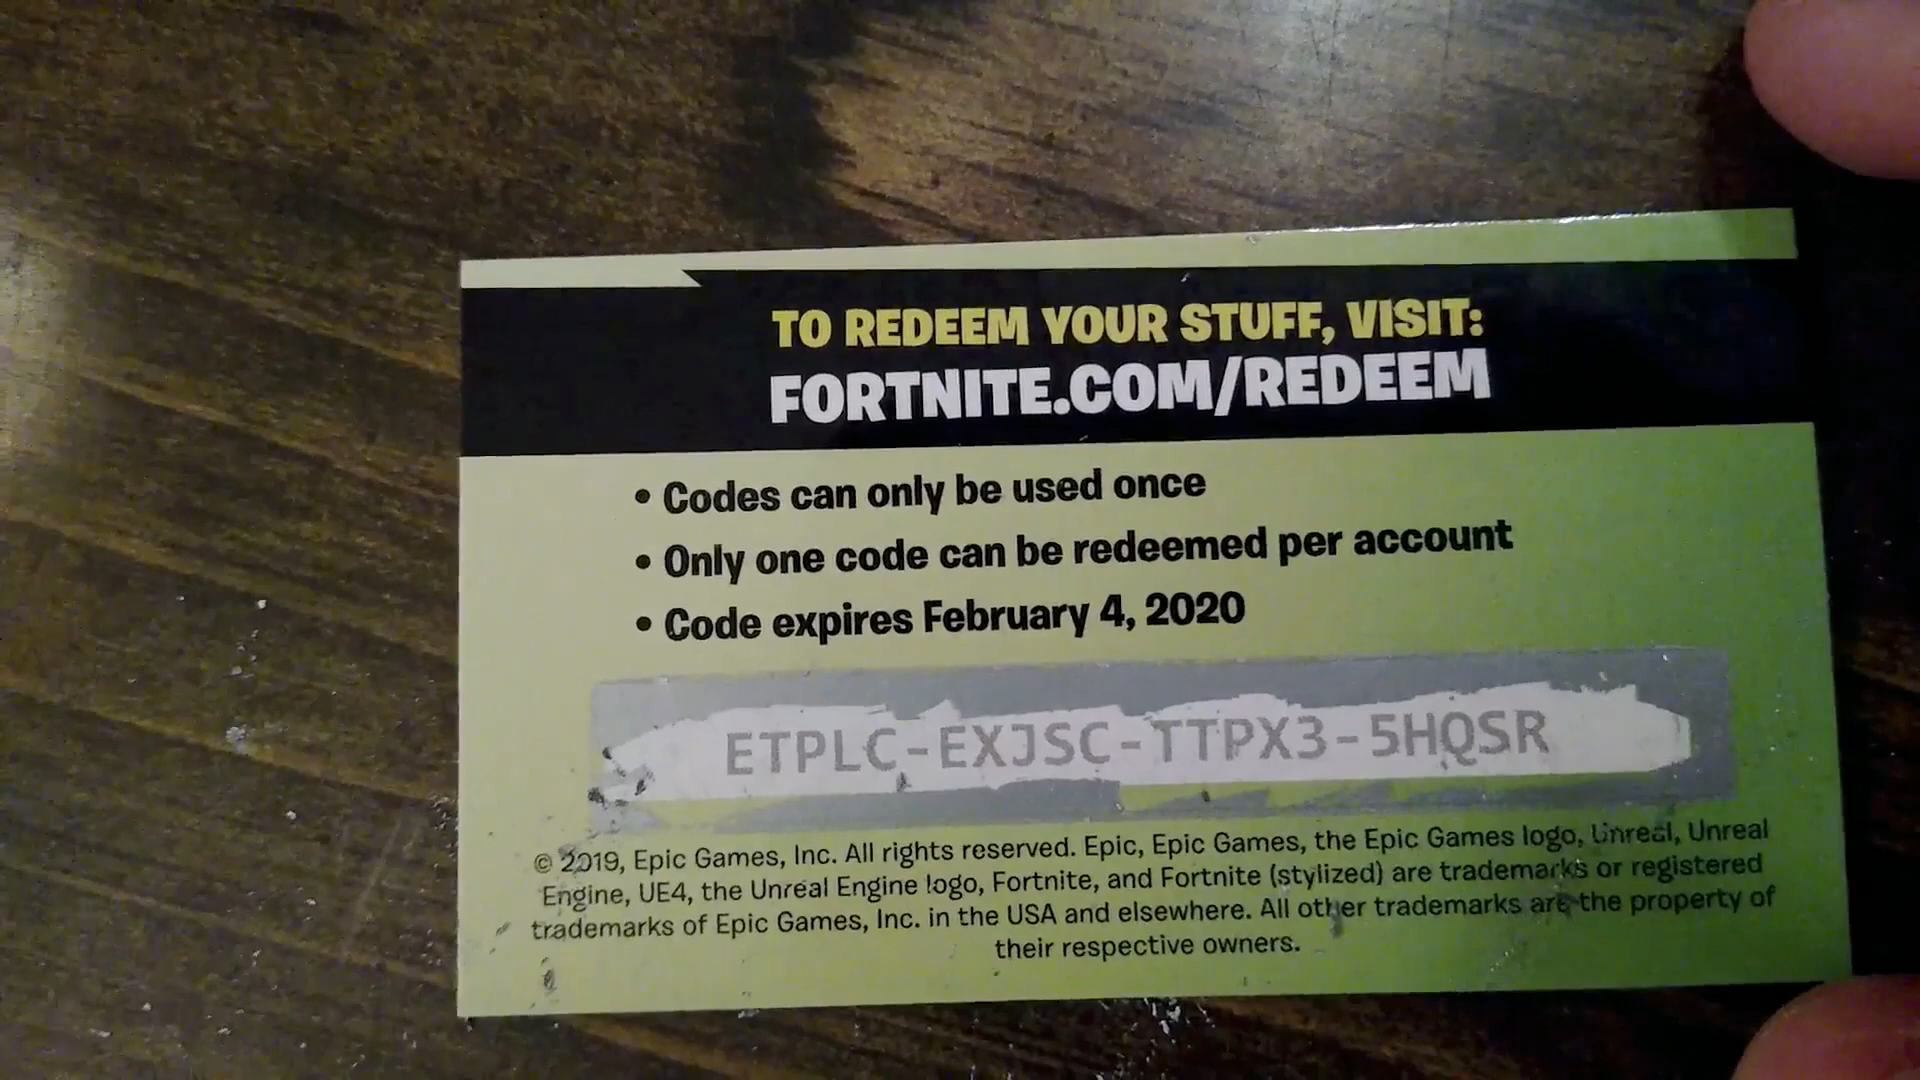 TO REDEEM YOUR STUFF, VISIT:
FORTNITE.COM/REDEEM
• Codes can only be used once
• Only one code can be redeemed per account
• Code expires February 4, 2020
ETPLC-EXJSC-TTPX3-5HQSR
© 2019, Epic Games, Inc. All rights reserved. Epic, Epic Games, the Epic Games logo, Unreal, Unreal
Engine, UE4, the Unreal Engine logo, Fortnite, and Fortnite (stylized) are trademarks or registered
trademarks of Epic Games, Inc. in the USA and elsewhere. All other trademarks are the property of
their respective owners.